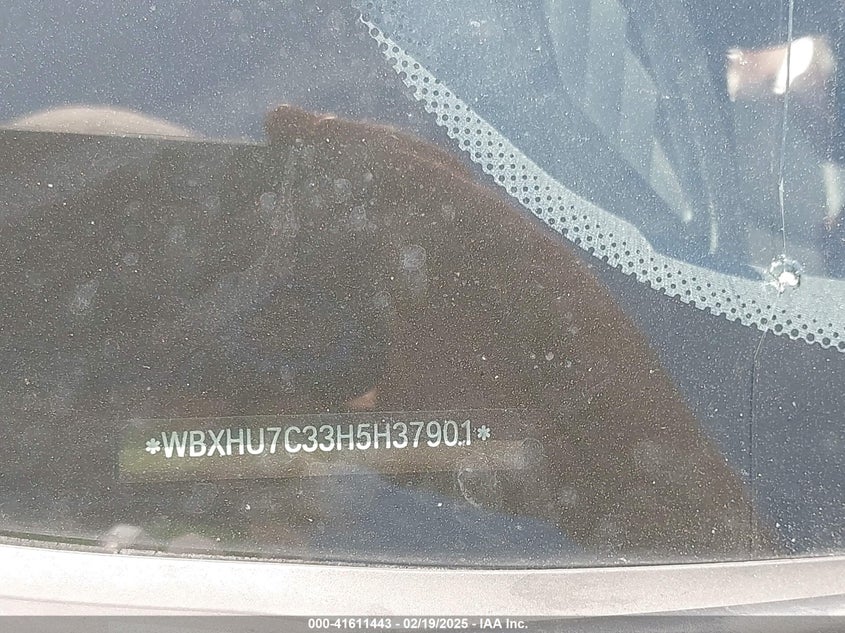 *WBXHU7C33H5H37901*
000-41611443 - 02/19/2025 - IAA Inc.